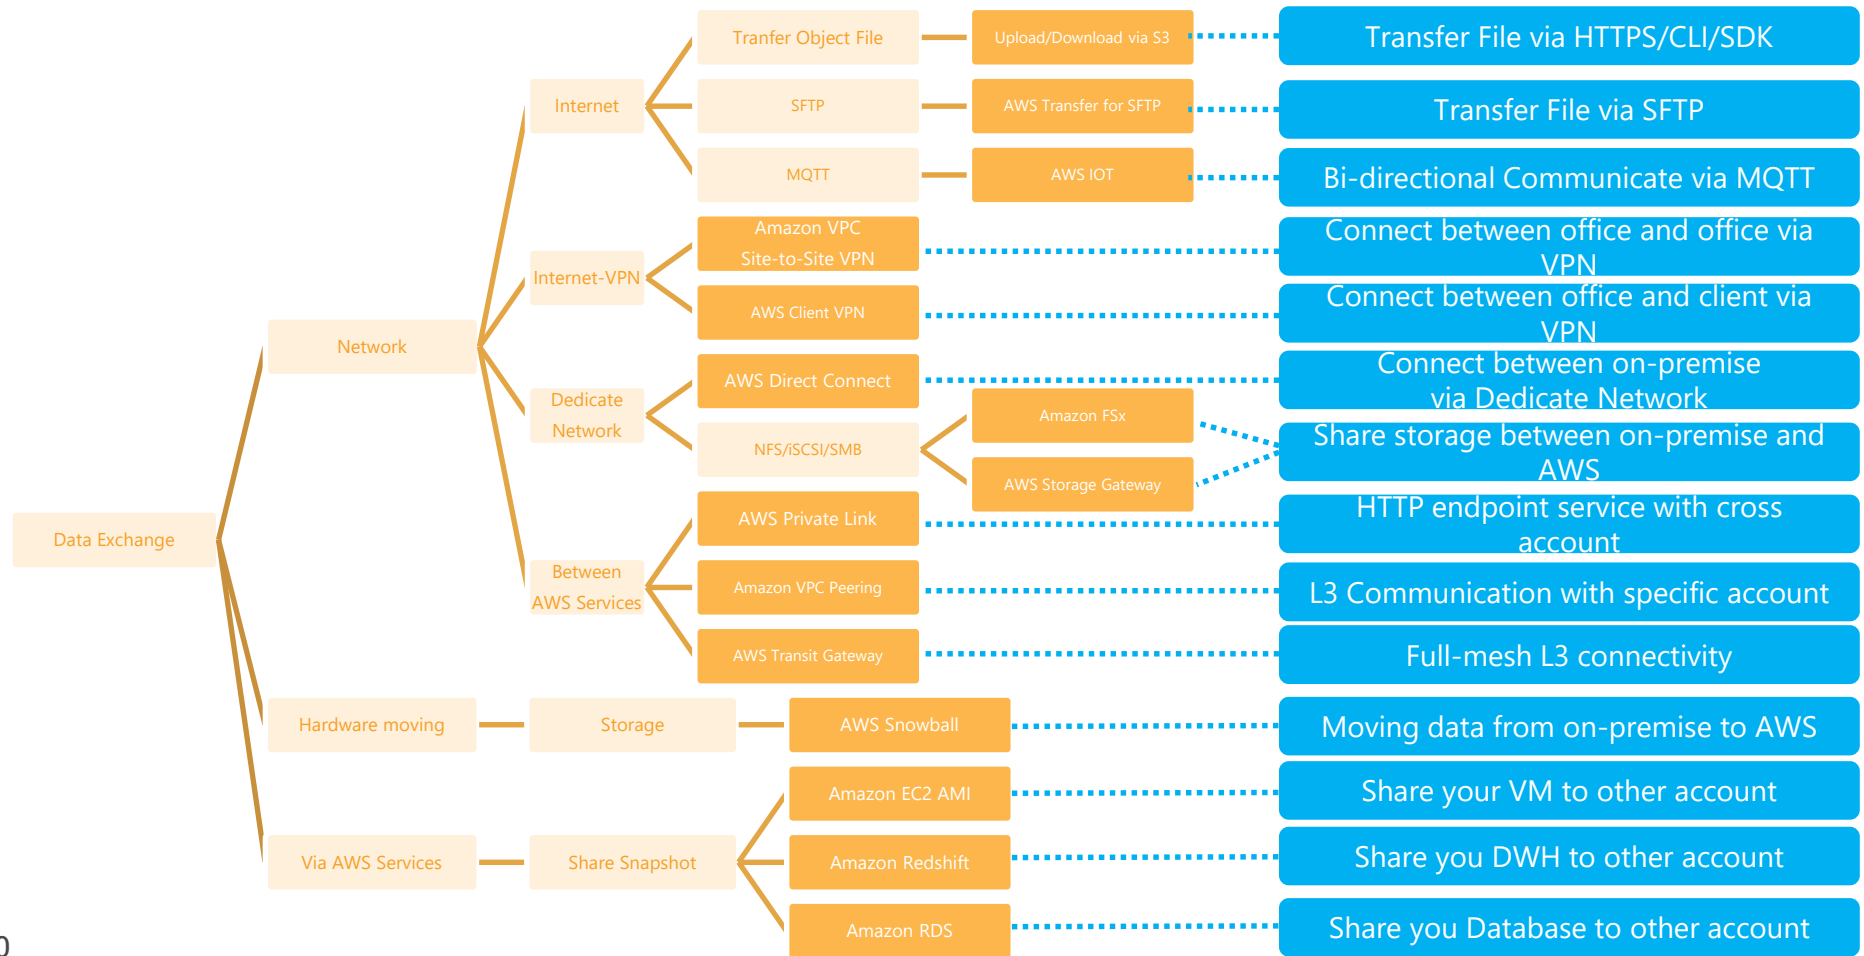 Tranfer Object File
Upload/Download via S3
Transfer File via HTTPS/CLI/SDK
Internet
SFTP
AWS Transfer for SFTP
Transfer File via SFTP
MQTT
AWS IOT
Bi-directional Communicate via MQTT
Amazon VPC
Site-to-Site VPN
Connect between office and office via
VPN
Internet-VPN
AWS Client VPN
Connect between office and client via
VPN
Network
AWS Direct Connect
Connect between on-premise
via Dedicate Network
Dedicate
Network
NFS/iSCSI/SMB
Amazon FSx
AWS Storage Gateway
Share storage between on-premise and
AWS
Data Exchange
AWS Private Link
HTTP endpoint service with cross
account
Between
AWS Services
Amazon VPC Peering
L3 Communication with specific account
AWS Transit Gateway
Full-mesh L3 connectivity
Hardware moving
Storage
AWS Snowball
Moving data from on-premise to AWS
Amazon EC2 AMI
Share your VM to other account
Via AWS Services
Share Snapshot
Amazon Redshift
Share you DWH to other account
Amazon RDS
Share you Database to other account
0